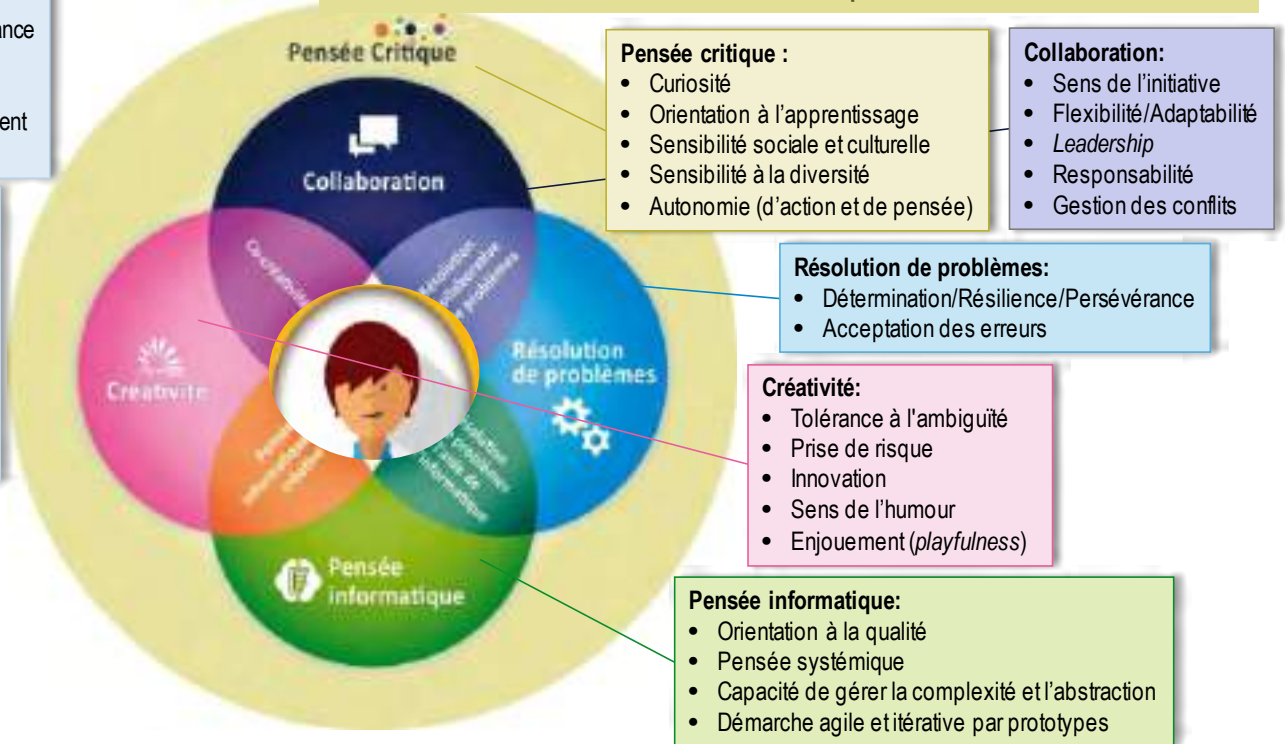 Pensée Critique
Collaboration
Créativité
Résolution
de problèmes
Pensée
informatique
Pensée critique :
• Curiosité
• Orientation à l’apprentissage
• Sensibilité sociale et culturelle
• Sensibilité à la diversité
• Autonomie (d’action et de pensée)
Collaboration:
• Sens de l’initiative
• Flexibilité/Adaptabilité
• Leadership
• Responsabilité
• Gestion des conflits
Résolution de problèmes:
• Détermination/Résilience/Persévérance
• Acceptation des erreurs
Créativité:
• Tolérance à l'ambiguïté
• Prise de risque
• Innovation
• Sens de l’humour
• Enjouement (playfulness)
Pensée informatique:
• Orientation à la qualité
• Pensée systémique
• Capacité de gérer la complexité et l’abstraction
• Démarche agile et itérative par prototypes